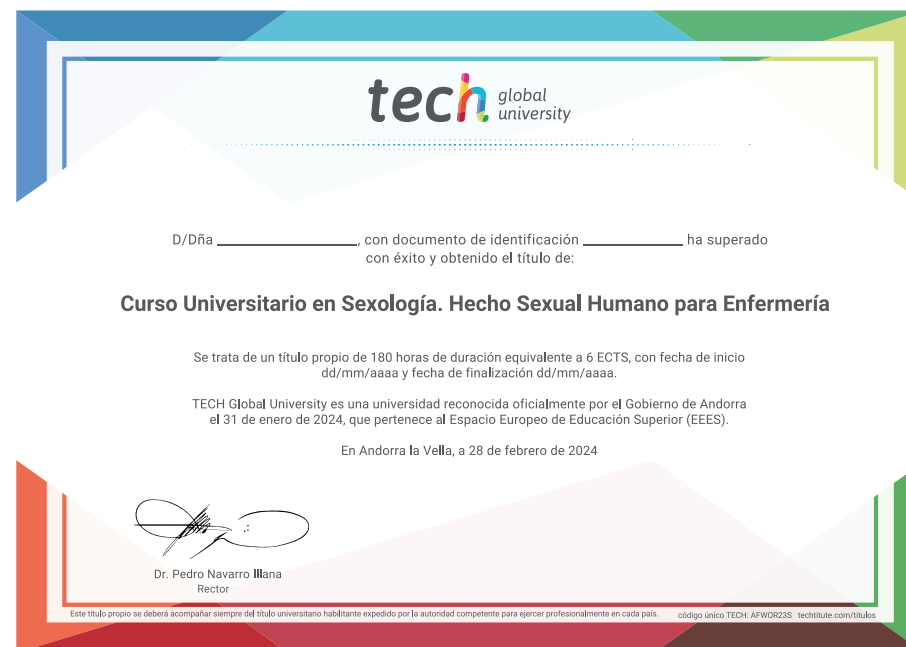 tech global university
D/Dña ____________________, con documento de identificación ______________ ha superado
con éxito y obtenido el título de:
Curso Universitario en Sexología. Hecho Sexual Humano para Enfermería
Se trata de un título propio de 180 horas de duración equivalente a 6 ECTS, con fecha de inicio
dd/mm/aaaa y fecha de finalización dd/mm/aaaa.
TECH Global University es una universidad reconocida oficialmente por el Gobierno de Andorra
el 31 de enero de 2024, que pertenece al Espacio Europeo de Educación Superior (EEES).
En Andorra la Vella, a 28 de febrero de 2024
Dr. Pedro Navarro Illana
Rector
Este título propio se deberá acompañar siempre del título universitario habilitante expedido por la autoridad competente para ejercer profesionalmente en cada país.
código único TECH: AFWOR23S techtitute.com/titulos